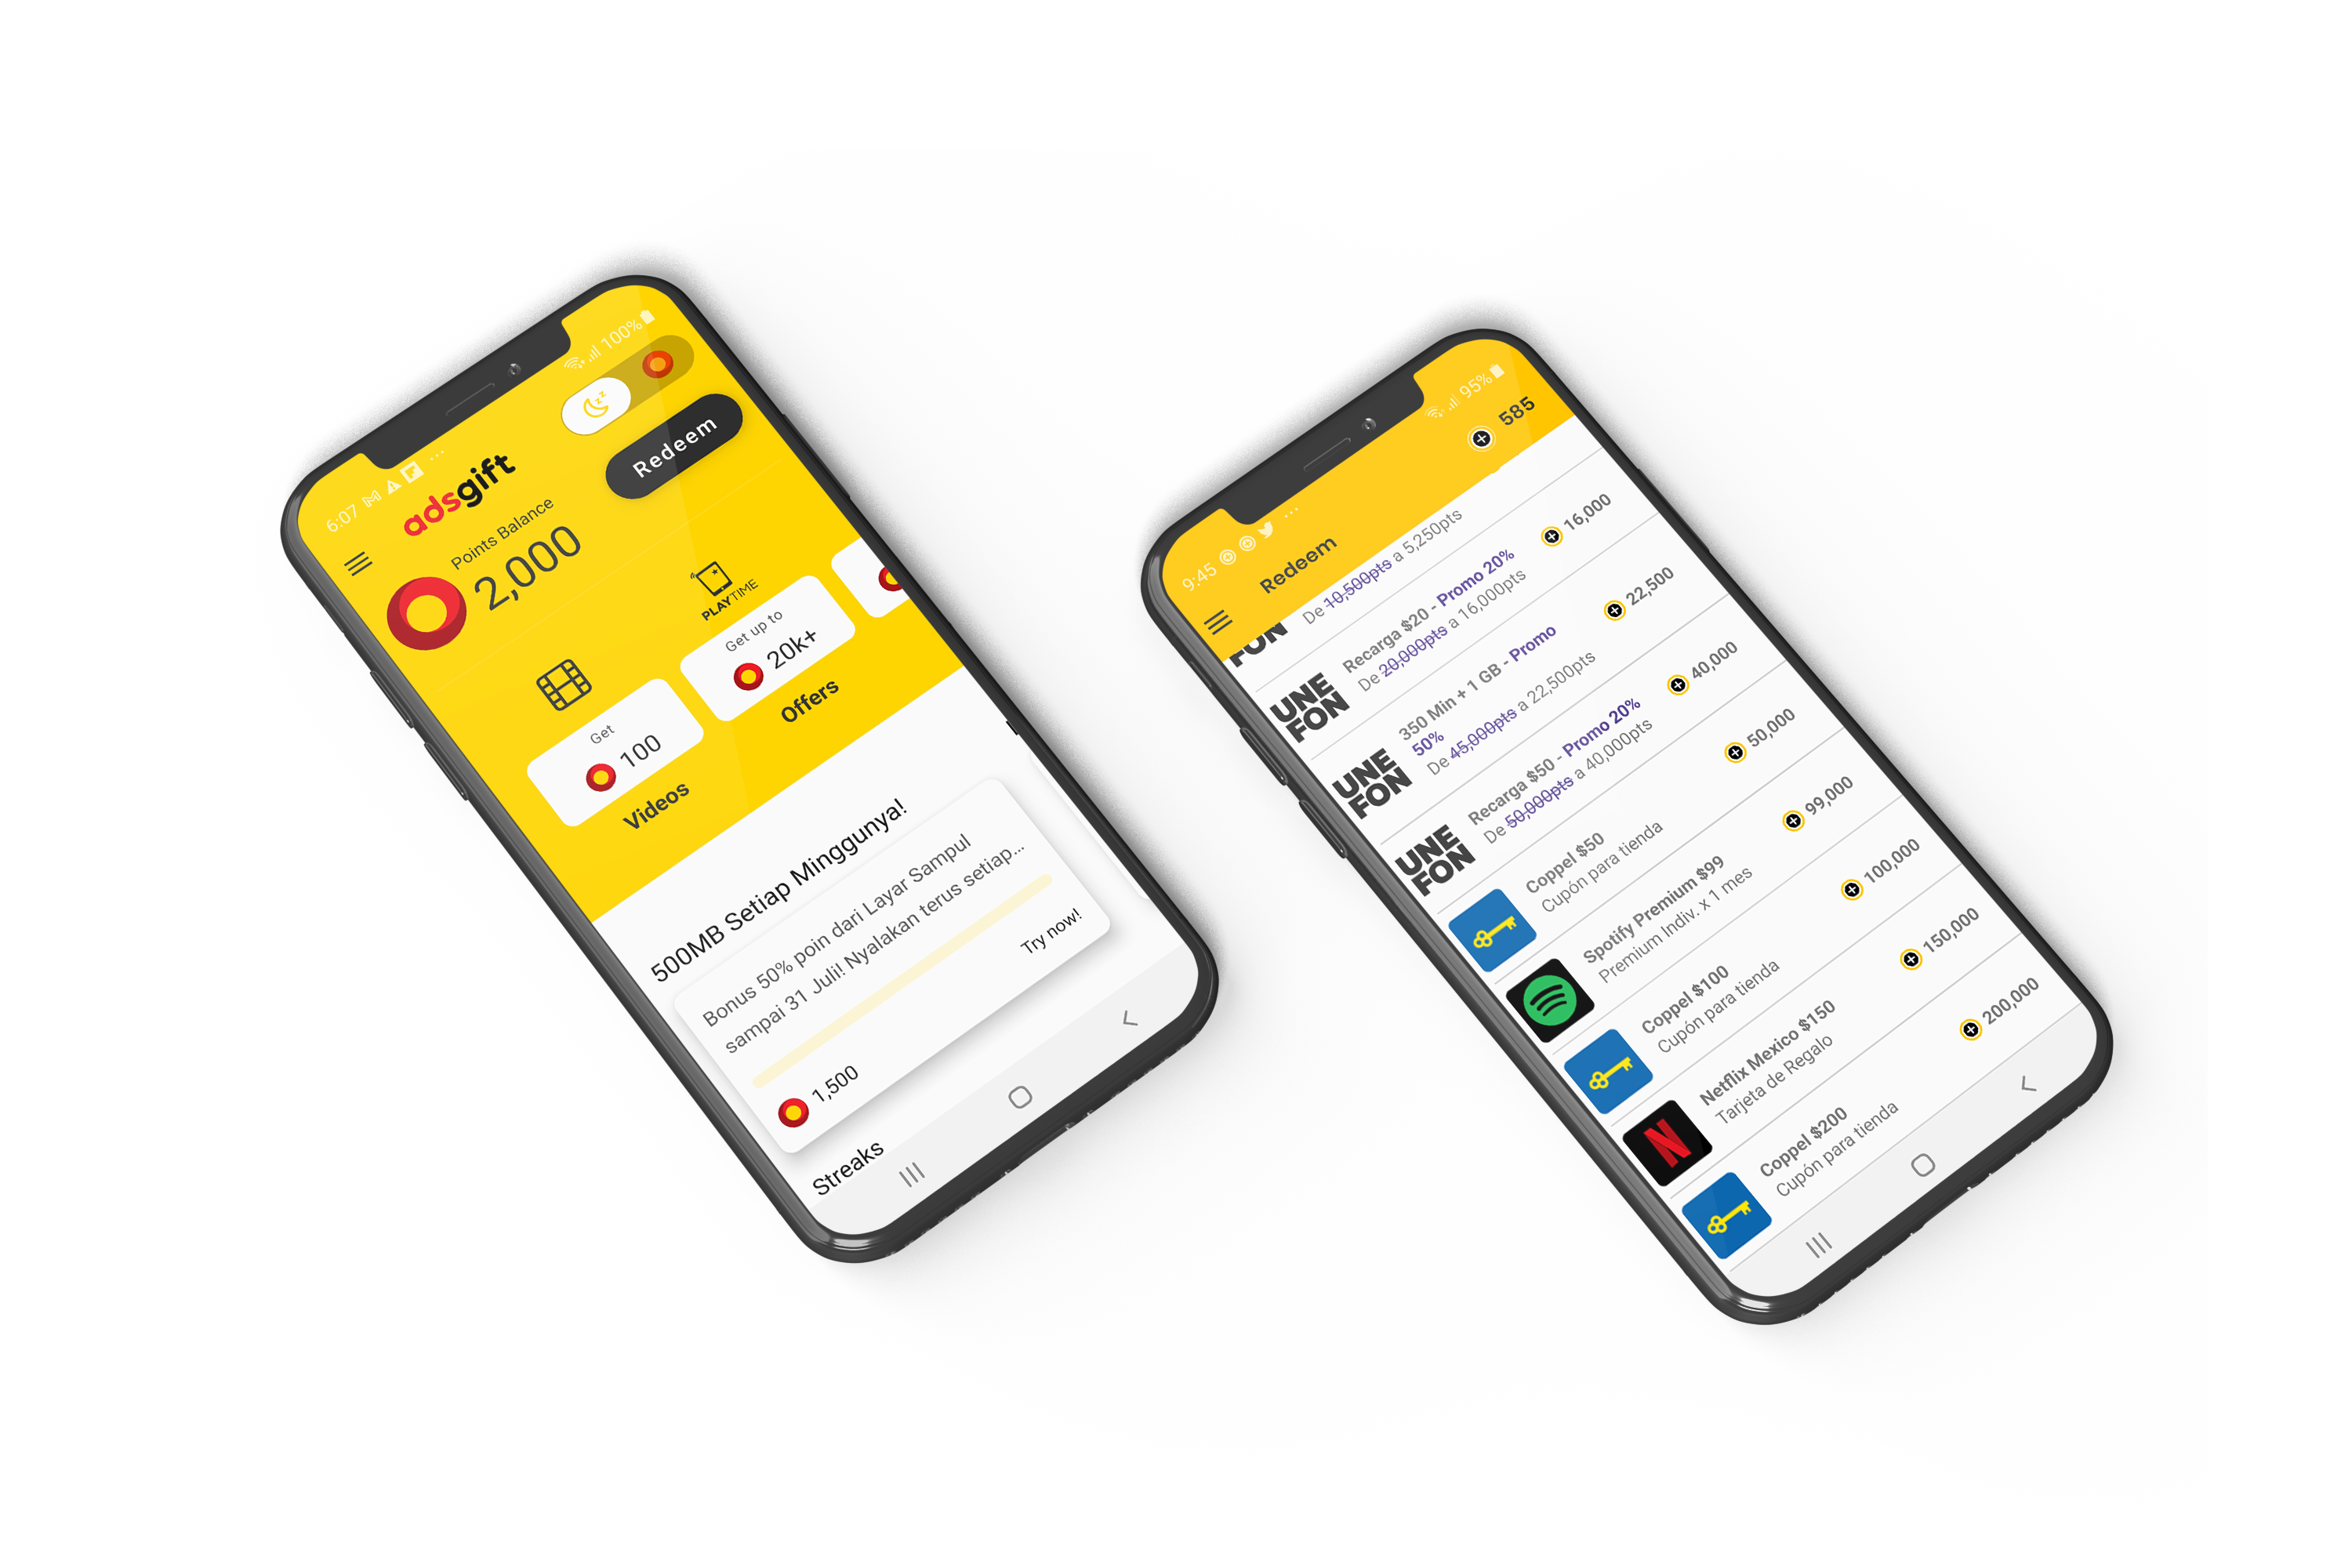 6:07
100%
adsgift
Points Balance
2,000
Redeem
PLAYTIME
Get
100
Videos
Get up to
20k+
Offers
500MB Setiap Minggunya!
Bonus 50% poin dari Layar Sampul
sampai 31 Juli! Nyalakan terus setiap...
1,500
Try now!
Streaks
9:45
95%
Redeem
585
FON
De 10,500pts a 5,250pts
UNE
FON
Recarga $20 - Promo 20%
De 20,000pts a 16,000pts
16,000
UNE
FON
350 Min + 1 GB - Promo
50%
De 45,000pts a 22,500pts
22,500
UNE
FON
Recarga $50 - Promo 20%
De 50,000pts a 40,000pts
40,000
Coppel $50
Cupón para tienda
50,000
Spotify Premium $99
Premium Indiv. x 1 mes
99,000
Coppel $100
Cupón para tienda
100,000
Netflix Mexico $150
Tarjeta de Regalo
150,000
Coppel $200
Cupón para tienda
200,000